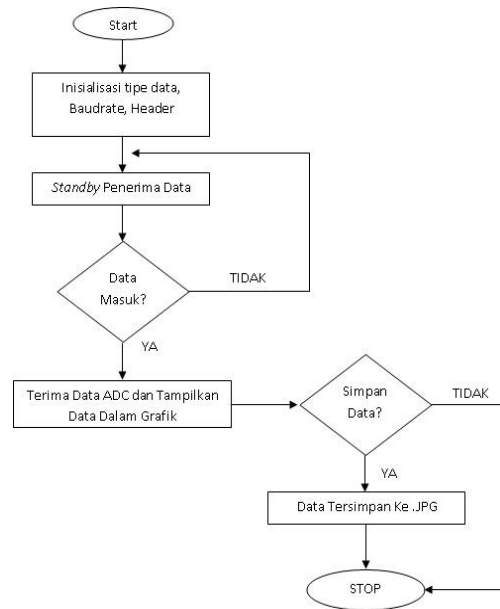 Start
Inisialisasi tipe data,
Baudrate, Header
Standby Penerima Data
Data
Masuk?
TIDAK
YA
Terima Data ADC dan Tampilkan
Data Dalam Grafik
Simpan
Data?
TIDAK
YA
Data Tersimpan Ke .JPG
STOP